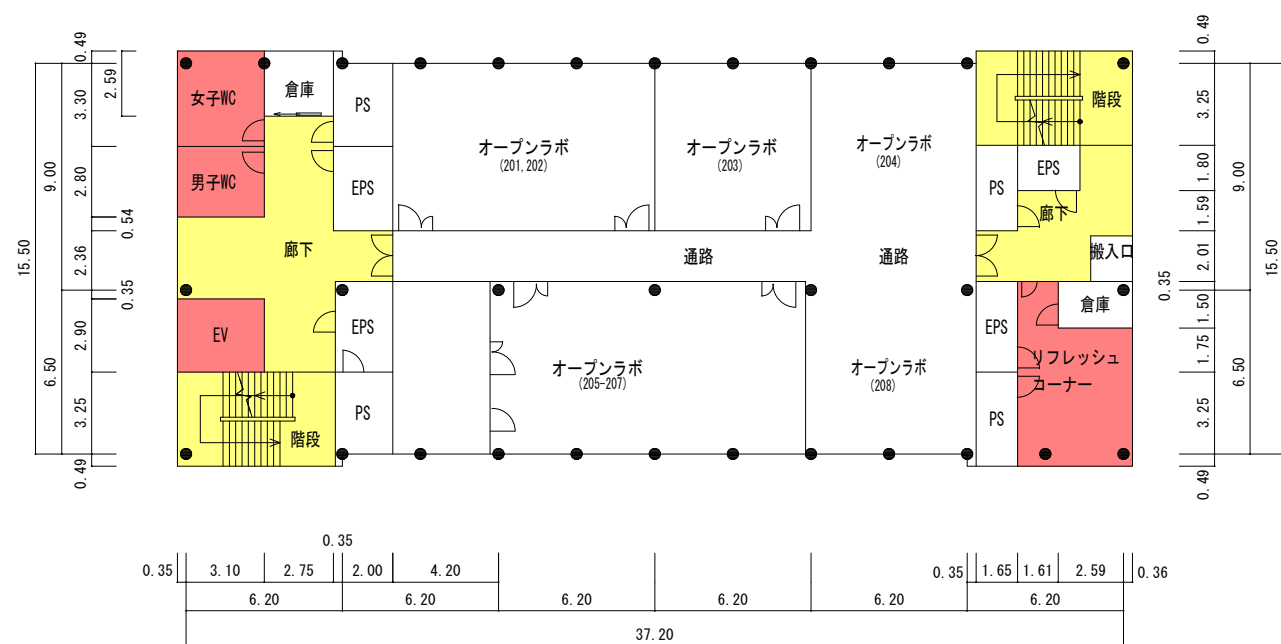 0.49
2.59
3.30
2.80
0.54
9.00
15.50
2.36
0.35
2.90
6.50
3.25
0.49
女子WC
倉庫
PS
男子WC
EPS
廊下
EV
EPS
階段
PS
オープンラボ
(201,202)
オープンラボ
(203)
オープンラボ
(204)
通路
通路
オープンラボ
(205-207)
オープンラボ
(208)
階段
EPS
PS
廊下
搬入口
EPS
倉庫
リフレッシュ
コーナー
PS
0.49
3.25
1.80
9.00
1.59
15.50
2.01
0.35
1.50
1.75
6.50
3.25
0.49
0.35
0.35
3.10
2.75
2.00
4.20
0.35
1.65
1.61
2.59
0.36
6.20
6.20
6.20
6.20
6.20
6.20
37.20